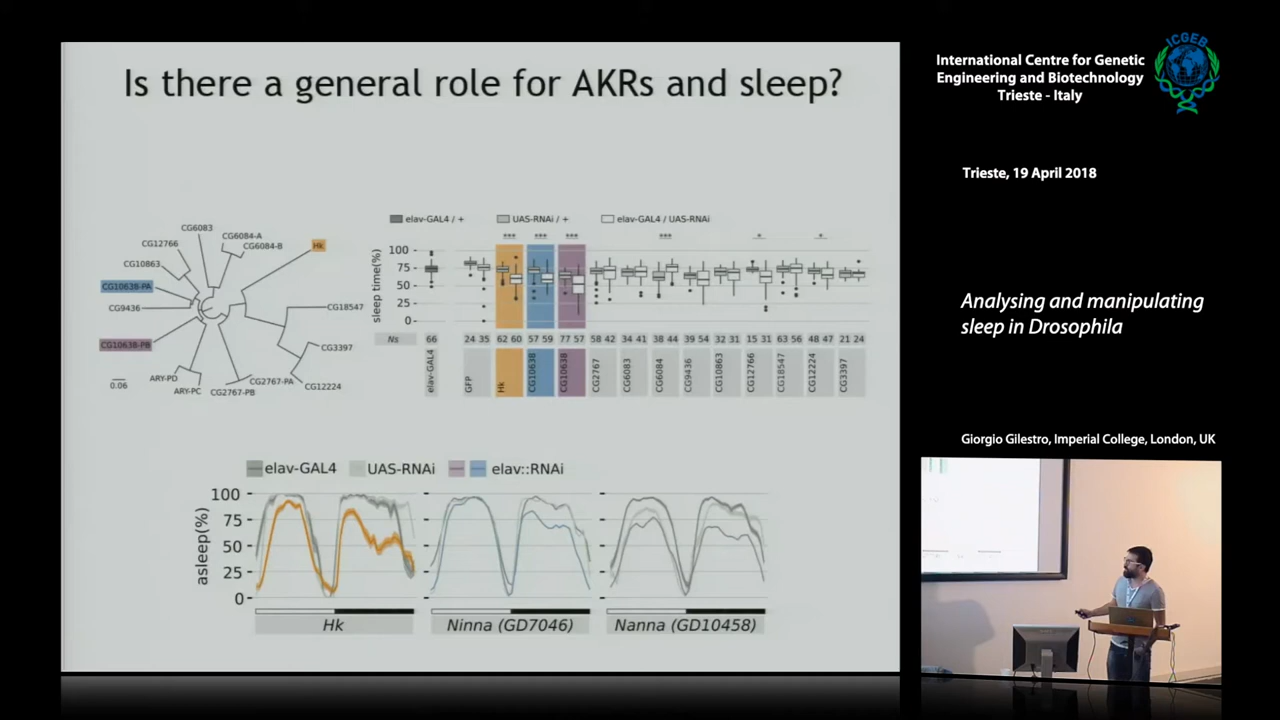 Is there a general role for AKRs and sleep?
CG6083
CG6084-A
CG6084-B
Hk
CG12766
CG10863
CG10638-PA
CG9436
CG10638-PB
0.06
ARY-PD
ARY-PC
CG2767-PB
CG2767-PA
CG12224
CG3397
CG18547
elav-GAL4 / +
UAS-RNAi / +
elav-GAL4 / UAS-RNAi
*** *** *** *** * *
sleep time(%)
100
75
50
25
0
Ns 66 24 35 62 60 57 59 77 57 58 42 34 41 38 44 39 54 32 31 15 31 63 56 48 47 21 24
elav-GAL4
GFP
Hk
CG10638
CG10638
CG2767
CG6083
CG6084
CG9436
CG10863
CG12766
CG18547
CG12224
CG3397
elav-GAL4
UAS-RNAi
elav::RNAi
asleep(%)
100
75
50
25
0
Hk
Ninna (GD7046)
Nanna (GD10458)
International Centre for Genetic
Engineering and Biotechnology
Trieste - Italy
ICGEB
Trieste, 19 April 2018
Analysing and manipulating
sleep in Drosophila
Giorgio Gilestro, Imperial College, London, UK